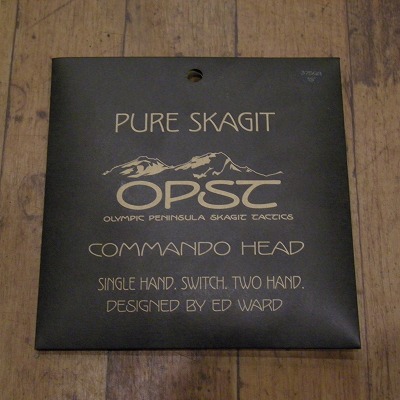 PURE SKAGIT
OPST
OLYMPIC PENINSULA SKAGIT TACTICS
COMMANDO HEAD
SINGLE HAND. SWITCH. TWO HAND.
DESIGNED BY ED WARD